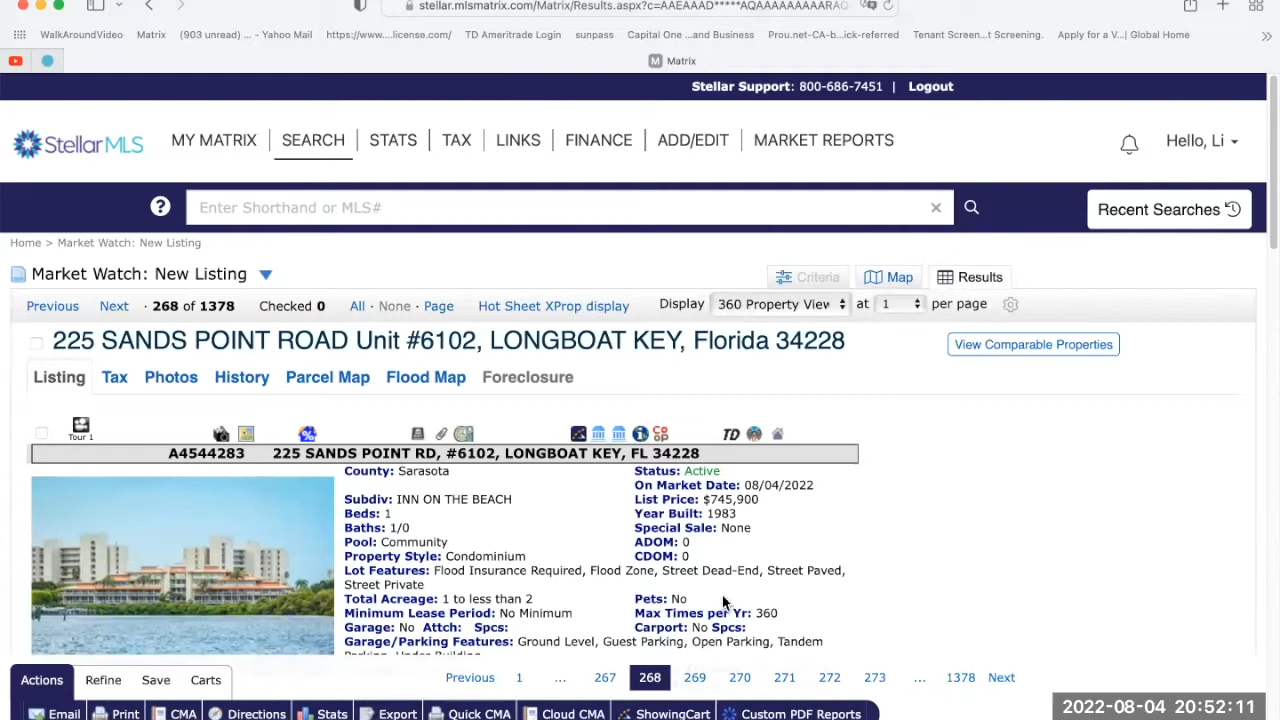 stellar.mlsmatrix.com/Matrix/Results.aspx?c=AAEAAAD*****AQAAAAAAAAARAQ
WalkAroundVideo Matrix (903 unread) ... - Yahoo Mail https://www....license.com/ TD Ameritrade Login sunpass Capital One ...and Business Prou.net-CA-b...ick-referred Tenant Screen...t Screening. Apply for a V...| Global Home
M Matrix
Stellar Support: 800-686-7451 | Logout
StellarMLS MY MATRIX SEARCH STATS TAX LINKS FINANCE ADD/EDIT MARKET REPORTS Hello, Li
? Enter Shorthand or MLS# Recent Searches
Home > Market Watch: New Listing
Market Watch: New Listing Criteria Map Results
Previous Next · 268 of 1378 Checked 0 All · None · Page Hot Sheet XProp display Display 360 Property View at 1 per page
225 SANDS POINT ROAD Unit #6102, LONGBOAT KEY, Florida 34228 View Comparable Properties
Listing Tax Photos History Parcel Map Flood Map Foreclosure
Tour 1 TD
A4544283 225 SANDS POINT RD, #6102, LONGBOAT KEY, FL 34228
County: Sarasota Status: Active
On Market Date: 08/04/2022
Subdiv: INN ON THE BEACH List Price: $745,900
Beds: 1 Year Built: 1983
Baths: 1/0 Special Sale: None
Pool: Community ADOM: 0
Property Style: Condominium CDOM: 0
Lot Features: Flood Insurance Required, Flood Zone, Street Dead-End, Street Paved,
Street Private
Total Acreage: 1 to less than 2 Pets: No
Minimum Lease Period: No Minimum Max Times per Yr: 360
Garage: No Attch: Spcs: Carport: No Spcs:
Garage/Parking Features: Ground Level, Guest Parking, Open Parking, Tandem
Parking, Under Building
Actions Refine Save Carts Previous 1 ... 267 268 269 270 271 272 273 ... 1378 Next
Email Print CMA Directions Stats Export Quick CMA Cloud CMA ShowingCart Custom PDF Reports
2022-08-04 20:52:11